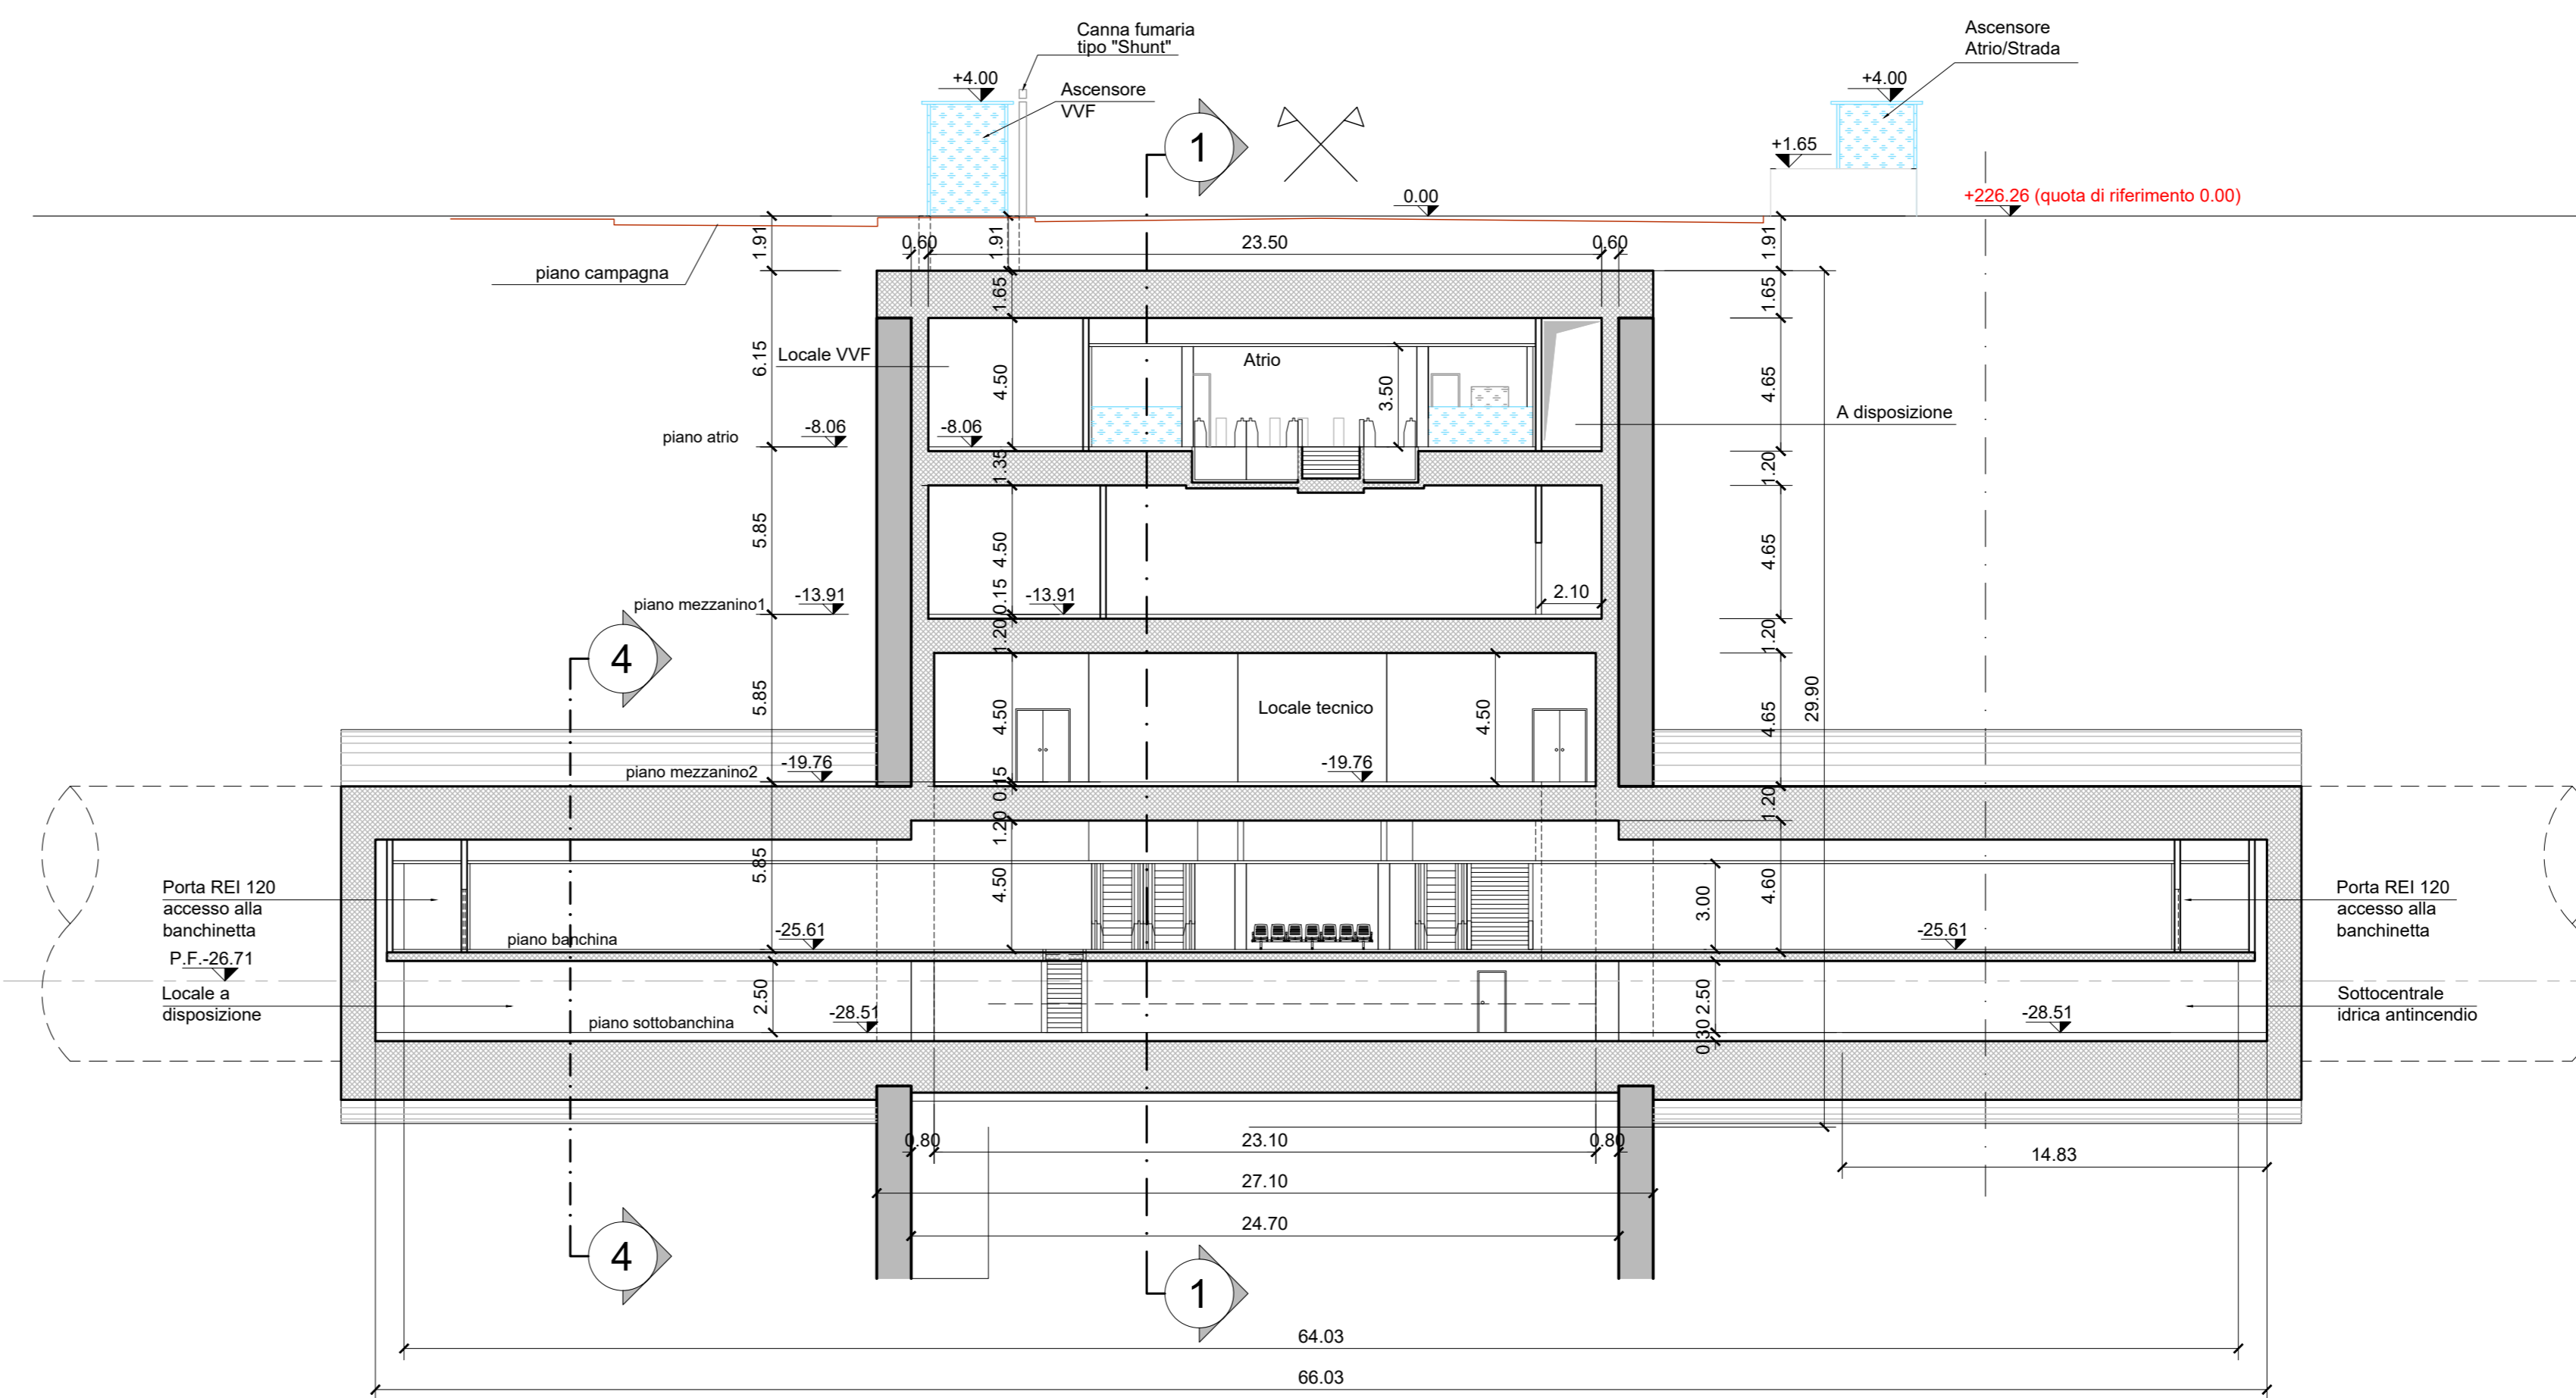 Canna fumaria
tipo "Shunt"
Ascensore
Atrio/Strada
+4.00
Ascensore
VVF
+4.00
1
+1.65
0.00
+226.26 (quota di riferimento 0.00)
1.91
0.60
1.91
23.50
0.60
1.91
piano campagna
1.65
1.65
6.15
Locale VVF
Atrio
4.50
3.50
4.65
A disposizione
piano atrio
-8.06
-8.06
1.35
1.20
5.85
4.50
4.65
piano mezzanino1
-13.91
0.15
-13.91
2.10
1.20
1.20
4
5.85
4.50
Locale tecnico
4.50
4.65
29.90
piano mezzanino2
-19.76
0.15
-19.76
1.20
1.20
5.85
4.50
3.00
4.60
Porta REI 120
accesso alla
banchinetta
Porta REI 120
accesso alla
banchinetta
piano banchina
-25.61
-25.61
P.F.-26.71
Locale a
disposizione
2.50
2.50
Sottocentrale
idrica antincendio
piano sottobanchina
-28.51
0.30
-28.51
0.80
23.10
0.80
14.83
27.10
24.70
4
1
64.03
66.03